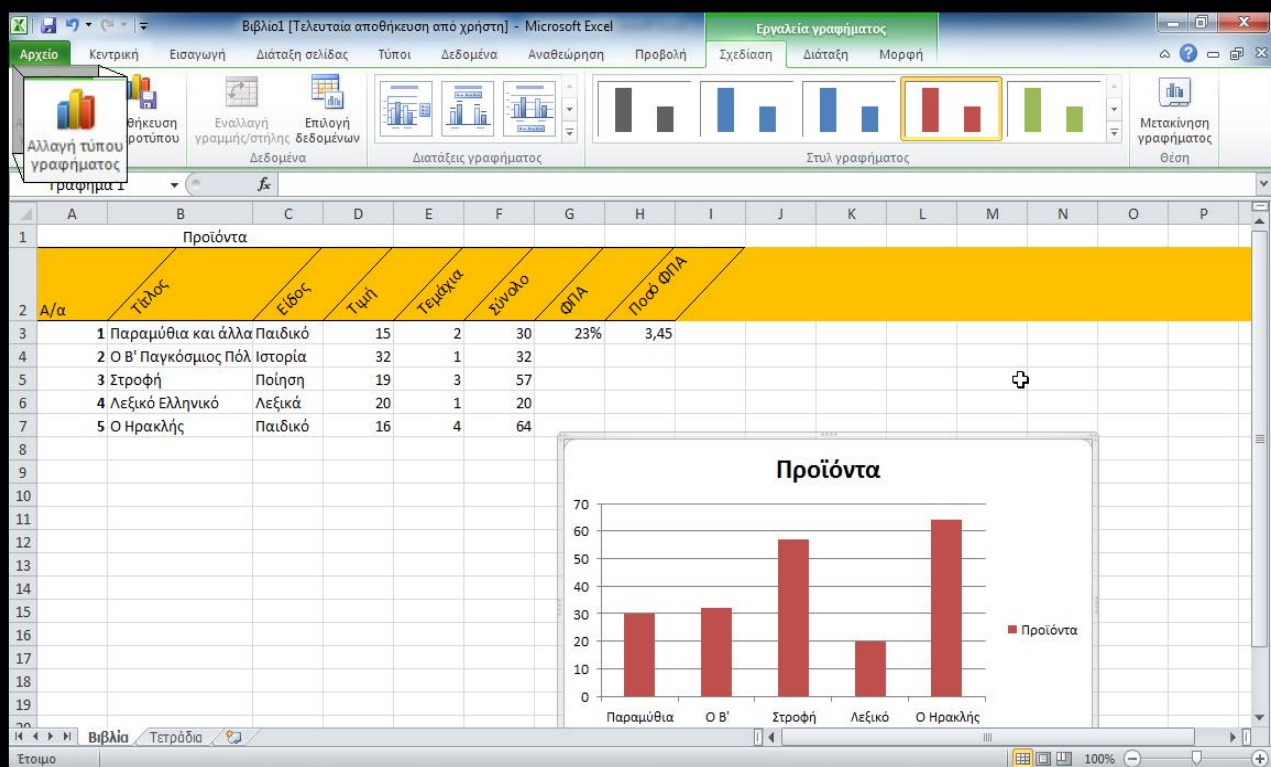 Βιβλίο1 [Τελευταία αποθήκευση από χρήστη] - Microsoft Excel
Εργαλεία γραφήματος
Αρχείο Κεντρική Εισαγωγή Διάταξη σελίδας Τύποι Δεδομένα Αναθεώρηση Προβολή Σχεδίαση Διάταξη Μορφή
Αλλαγή τύπου
γραφήματος
Εναλλαγή
γραμμής/στήλης
Επιλογή
δεδομένων
Μετακίνηση
γραφήματος
Δεδομένα Διατάξεις γραφήματος Στυλ γραφήματος Θέση
Γράφημα 1 fx
A B C D E F G H I J K L M N O P
1 Προϊόντα
2 Α/α Τίτλος Είδος Τιμή Τεμάχια Σύνολο ΦΠΑ Ποσό ΦΠΑ
3 1 Παραμύθια και άλλα Παιδικό 15 2 30 23% 3,45
4 2 Ο Β' Παγκόσμιος Πόλ Ιστορία 32 1 32
5 3 Στροφή Ποίηση 19 3 57
6 4 Λεξικό Ελληνικό Λεξικά 20 1 20
7 5 Ο Ηρακλής Παιδικό 16 4 64
8
9
10
11
12
13
14
15
16
17
18
19
Προϊόντα
70
60
50
40
30
20
10
0
Παραμύθια Ο Β' Στροφή Λεξικό Ο Ηρακλής
Προϊόντα
Βιβλία Τετράδια
Έτοιμο 100%